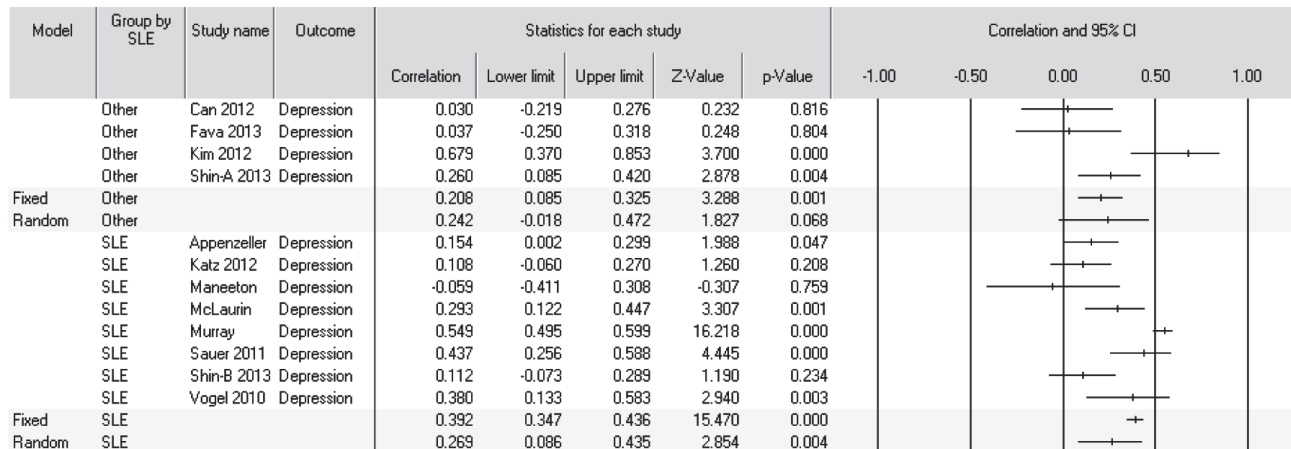 Model Group by SLE Study name Outcome Statistics for each study Correlation and 95% CI
Correlation Lower limit Upper limit Z-Value p-Value -1.00 -0.50 0.00 0.50 1.00
Other Can 2012 Depression 0.030 -0.219 0.276 0.232 0.816
Other Fava 2013 Depression 0.037 -0.250 0.318 0.248 0.804
Other Kim 2012 Depression 0.679 0.370 0.853 3.700 0.000
Other Shin-A 2013 Depression 0.260 0.085 0.420 2.878 0.004
Fixed Other 0.208 0.085 0.325 3.288 0.001
Random Other 0.242 -0.018 0.472 1.827 0.068
SLE Appenzeller Depression 0.154 0.002 0.299 1.988 0.047
SLE Katz 2012 Depression 0.108 -0.060 0.270 1.260 0.208
SLE Maneeton Depression -0.059 -0.411 0.308 -0.307 0.759
SLE McLaurin Depression 0.293 0.122 0.447 3.307 0.001
SLE Murray Depression 0.549 0.495 0.599 16.218 0.000
SLE Sauer 2011 Depression 0.437 0.256 0.588 4.445 0.000
SLE Shin-B 2013 Depression 0.112 -0.073 0.289 1.190 0.234
SLE Vogel 2010 Depression 0.380 0.133 0.583 2.940 0.003
Fixed SLE 0.392 0.347 0.436 15.470 0.000
Random SLE 0.269 0.086 0.435 2.854 0.004